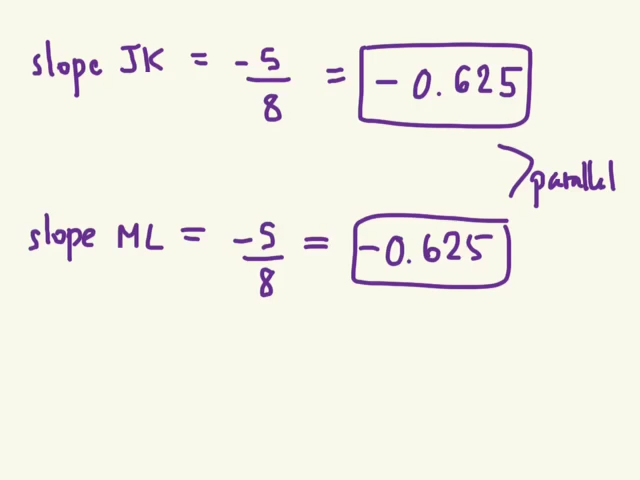 slope JK = -5/8 = -0.625
> parallel
slope ML = -5/8 = -0.625